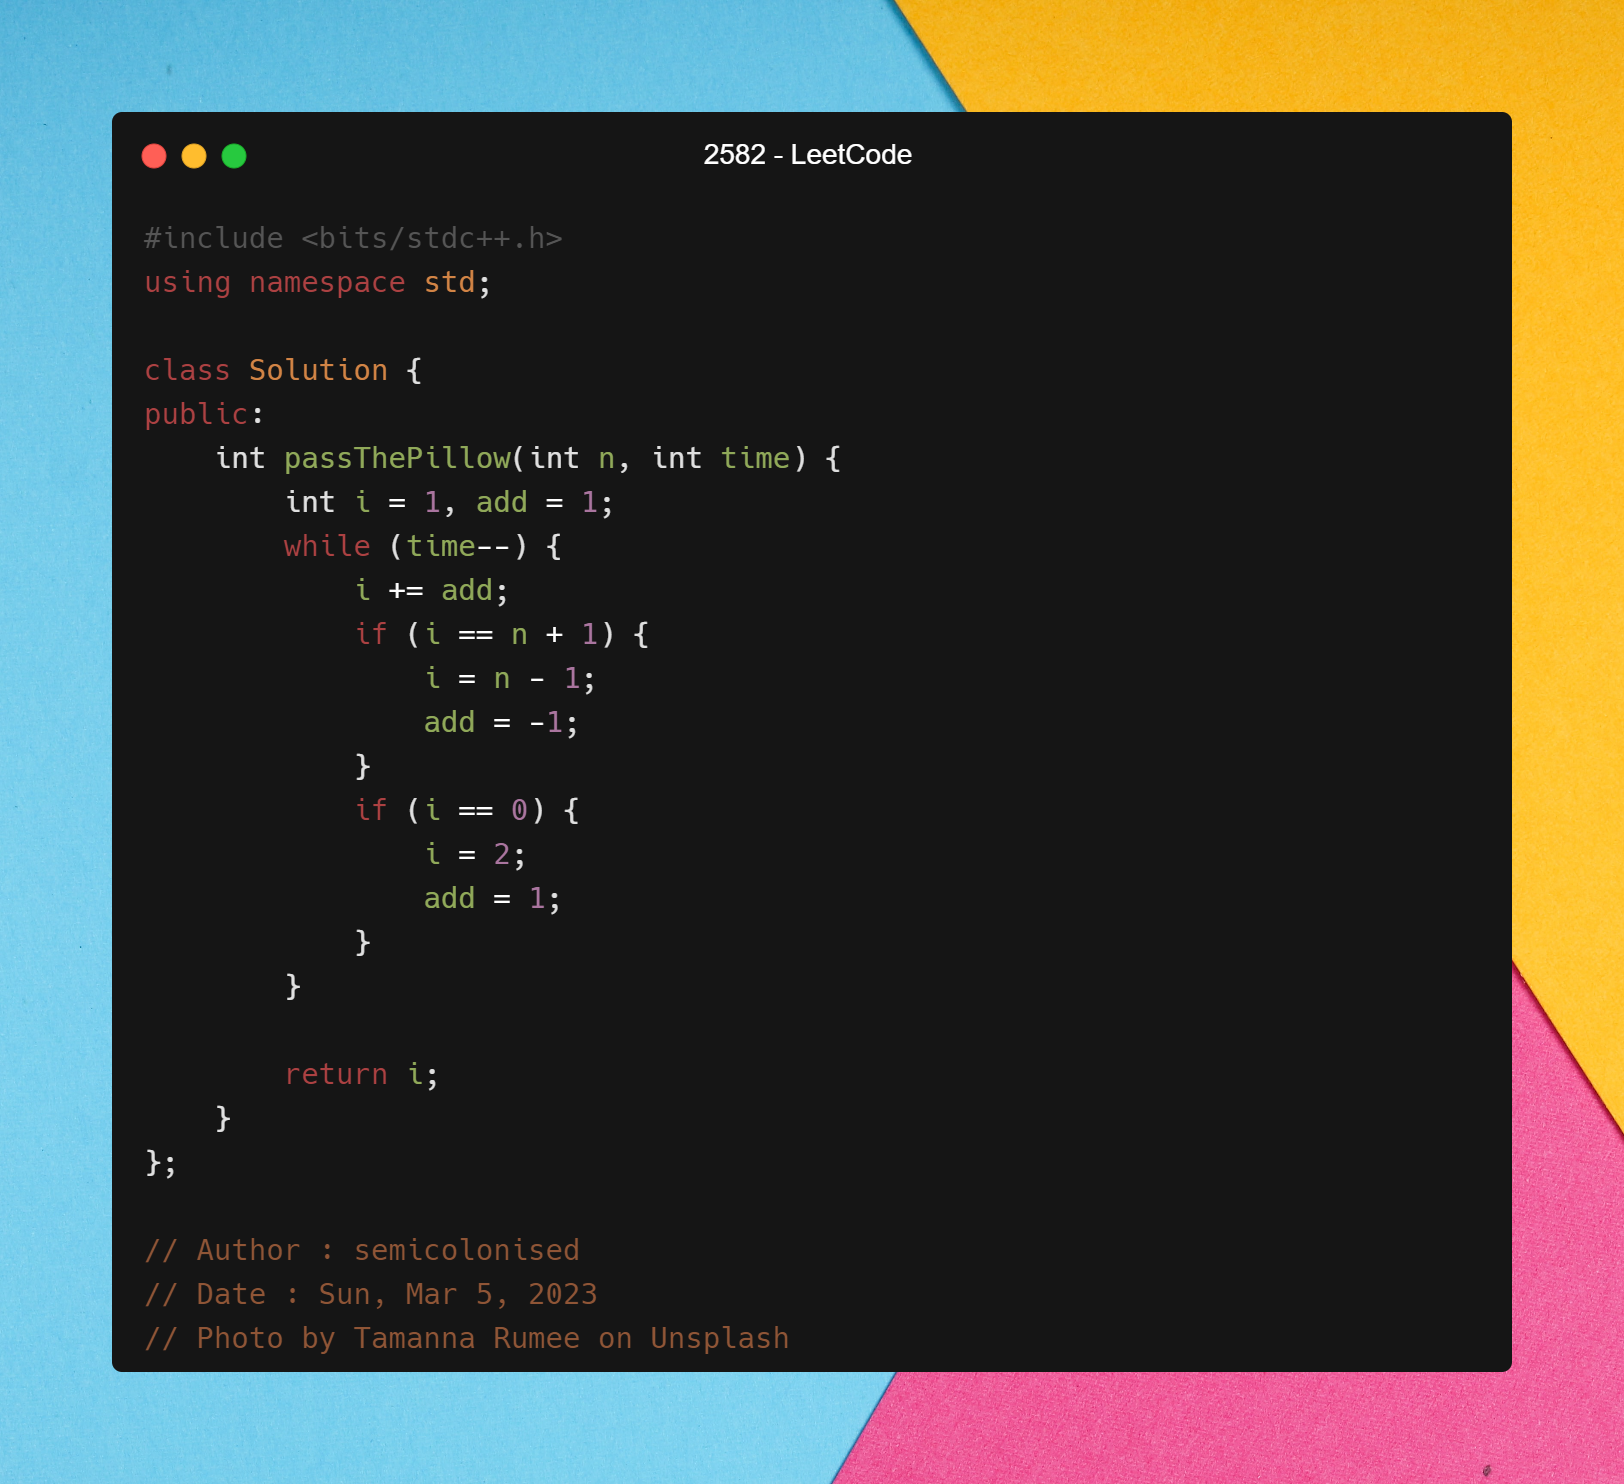 2582 - LeetCode
#include <bits/stdc++.h>
using namespace std;
class Solution {
public:
    int passThePillow(int n, int time) {
        int i = 1, add = 1;
        while (time--) {
            i += add;
            if (i == n + 1) {
                i = n - 1;
                add = -1;
            }
            if (i == 0) {
                i = 2;
                add = 1;
            }
        }
        return i;
    }
};
// Author : semicolonised
// Date : Sun, Mar 5, 2023
// Photo by Tamanna Rumee on Unsplash